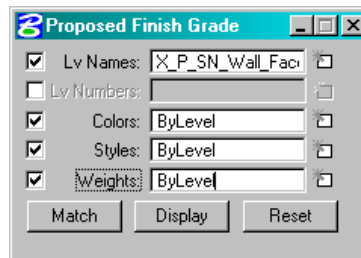 Proposed Finish Grade
Lv Names: X_P_SN_Wall_Fac
Lv Numbers:
Colors: ByLevel
Styles: ByLevel
Weights: ByLevel
Match Display Reset